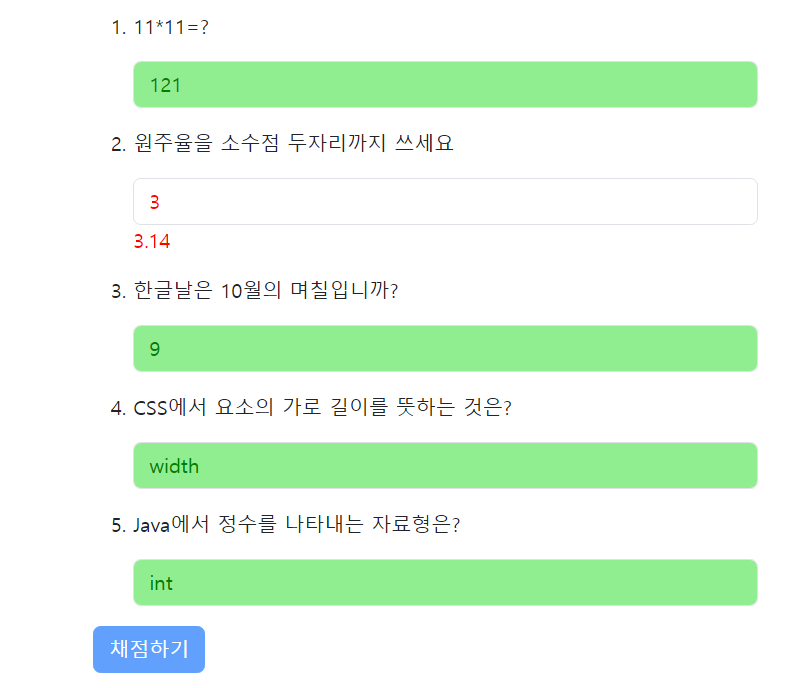 1. 11*11=?
121
2. 원주율을 소수점 두자리까지 쓰세요
3
3.14
3. 한글날은 10월의 며칠입니까?
9
4. CSS에서 요소의 가로 길이를 뜻하는 것은?
width
5. Java에서 정수를 나타내는 자료형은?
int
채점하기